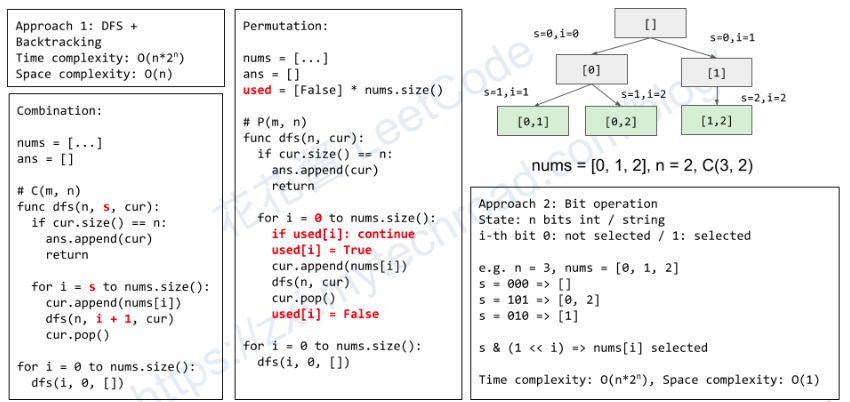 Approach 1: DFS +
Backtracking
Time complexity: O(n*2ⁿ)
Space complexity: O(n)
Combination:
nums = [...]
ans = []
# C(m, n)
func dfs(n, s, cur):
if cur.size() == n:
ans.append(cur)
return
for i = s to nums.size():
cur.append(nums[i])
dfs(n, i + 1, cur)
cur.pop()
for i = 0 to nums.size():
dfs(i, 0, [])
Permutation:
nums = [...]
ans = []
used = [False] * nums.size()
# P(m, n)
func dfs(n, cur):
if cur.size() == n:
ans.append(cur)
return
for i = 0 to nums.size():
if used[i]: continue
used[i] = True
cur.append(nums[i])
dfs(n, cur)
cur.pop()
used[i] = False
for i = 0 to nums.size():
dfs(i, 0, [])
[]
s=0,i=0
s=0,i=1
[0]
[1]
s=1,i=1
s=1,i=2
s=2,i=2
[0,1]
[0,2]
[1,2]
nums = [0, 1, 2], n = 2, C(3, 2)
Approach 2: Bit operation
State: n bits int / string
i-th bit 0: not selected / 1: selected
e.g. n = 3, nums = [0, 1, 2]
s = 000 => []
s = 101 => [0, 2]
s = 010 => [1]
s & (1 << i) => nums[i] selected
Time complexity: O(n*2ⁿ), Space complexity: O(1)
花花酱 LeetCode
https://zxi.mytechroad.com/blog/